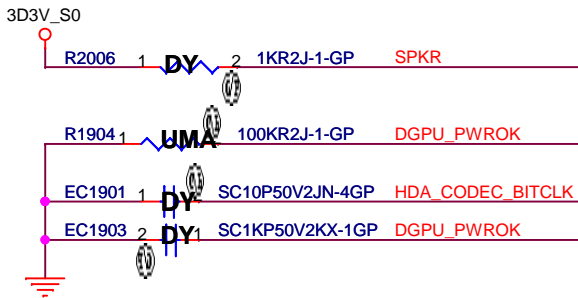 3D3V_S0
R2006 1 DY 2 1KR2J-1-GP SPKR
R1904 1 UMA 100KR2J-1-GP DGPU_PWROK
EC1901 1 DY SC10P50V2JN-4GP HDA_CODEC_BITCLK
EC1903 2 DY 1 SC1KP50V2KX-1GP DGPU_PWROK